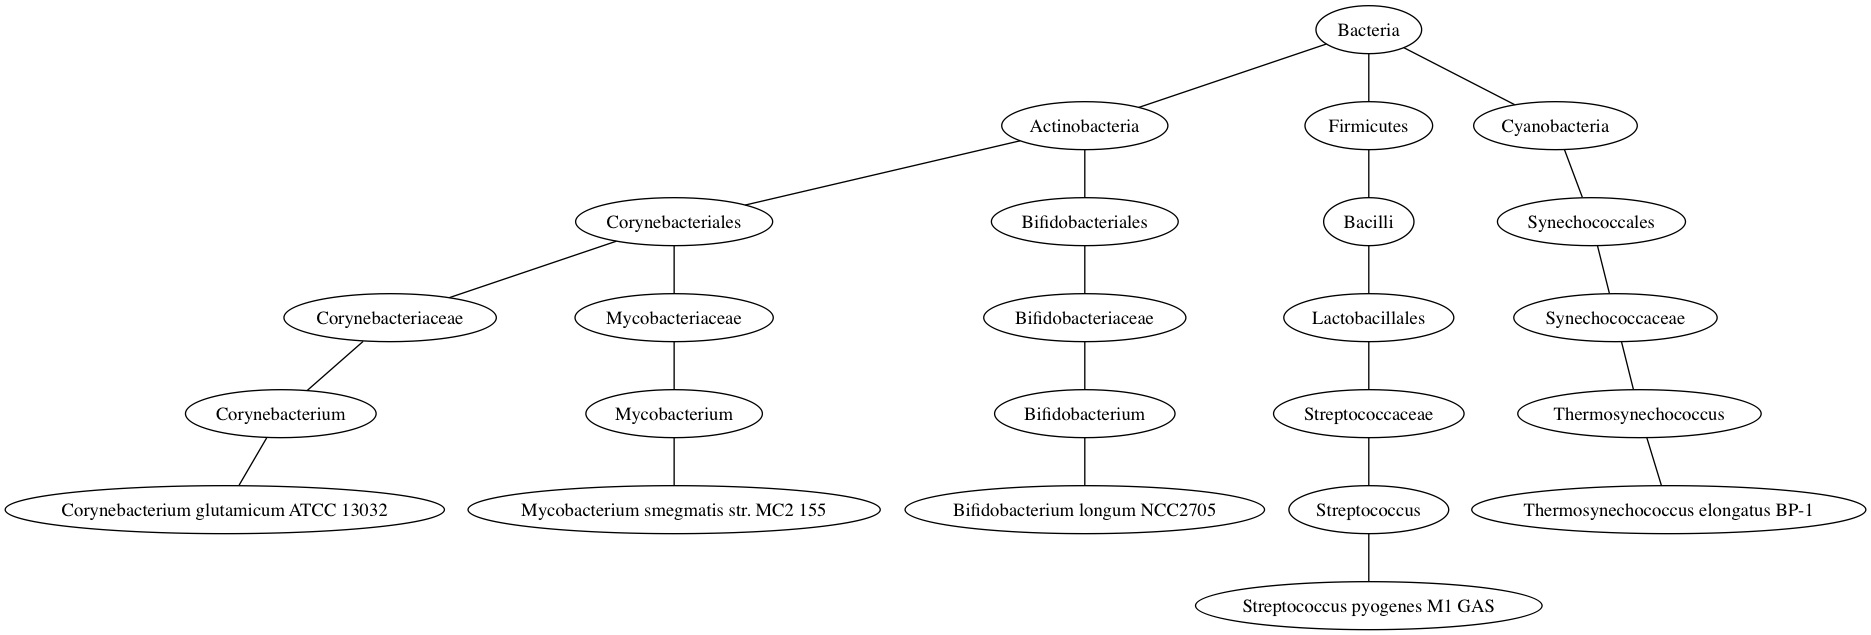 Bacteria
Actinobacteria
Firmicutes
Cyanobacteria
Corynebacteriales
Bifidobacteriales
Bacilli
Synechococcales
Corynebacteriaceae
Mycobacteriaceae
Bifidobacteriaceae
Lactobacillales
Synechococcaceae
Corynebacterium
Mycobacterium
Bifidobacterium
Streptococcaceae
Thermosynechococcus
Corynebacterium glutamicum ATCC 13032
Mycobacterium smegmatis str. MC2 155
Bifidobacterium longum NCC2705
Streptococcus
Thermosynechococcus elongatus BP-1
Streptococcus pyogenes M1 GAS